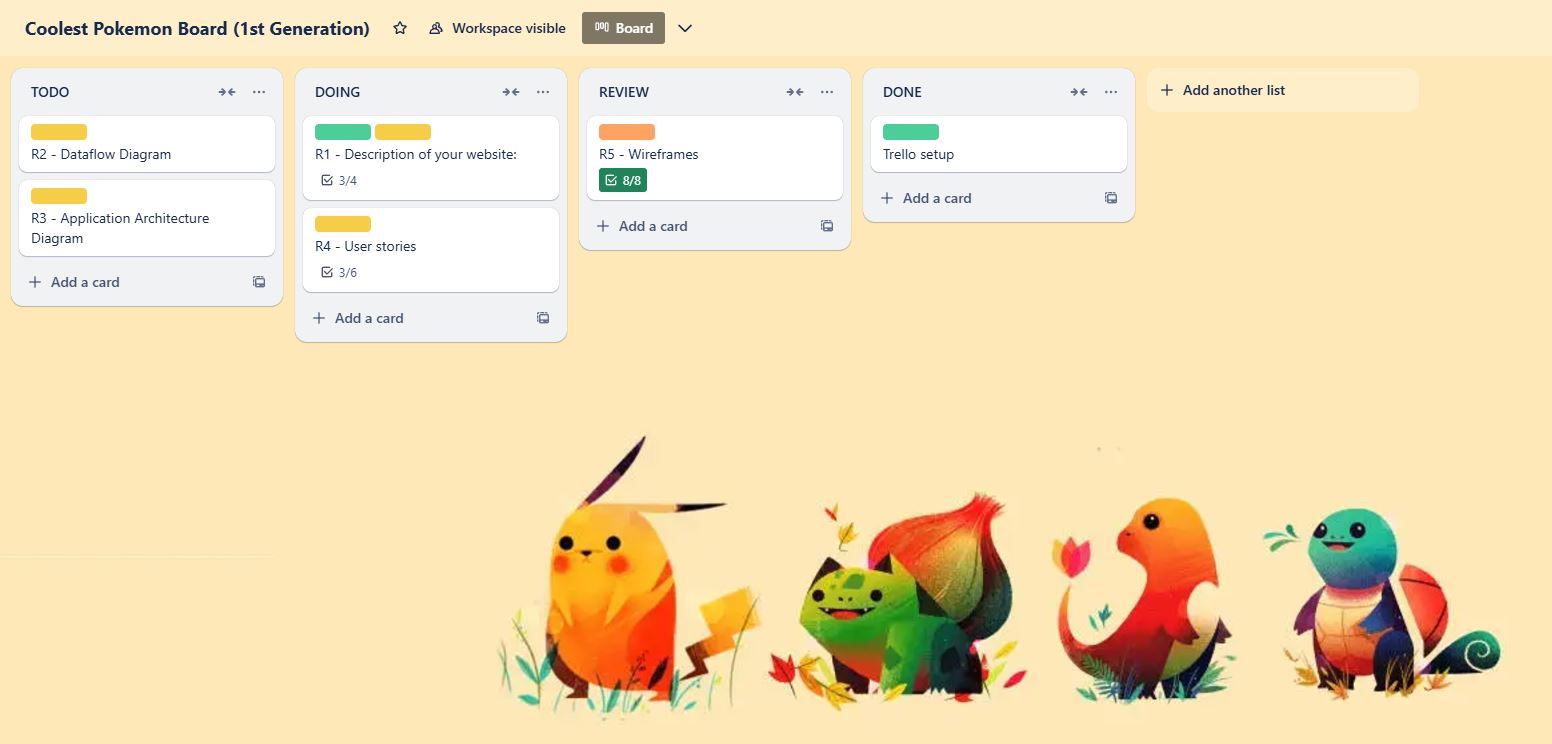 Coolest Pokemon Board (1st Generation)
Workspace visible
Board
TODO
R2 - Dataflow Diagram
R3 - Application Architecture
Diagram
Add a card
DOING
R1 - Description of your website:
3/4
R4 - User stories
3/6
Add a card
REVIEW
R5 - Wireframes
8/8
Add a card
DONE
Trello setup
Add a card
Add another list